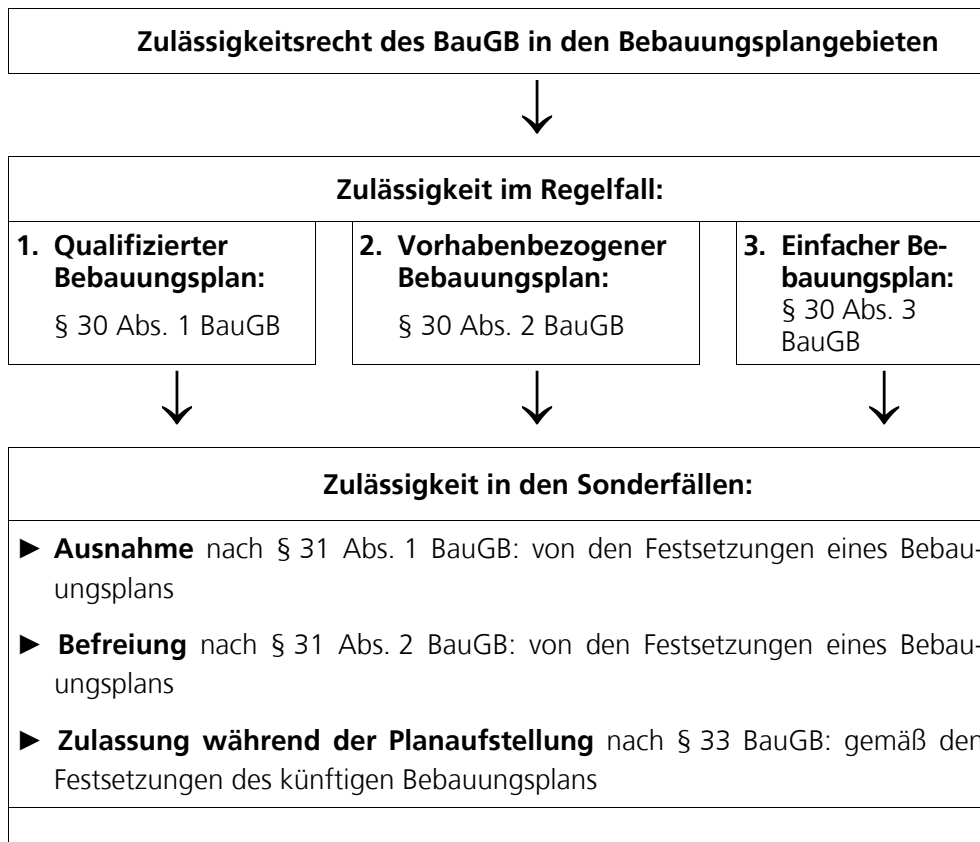 Zulässigkeitsrecht des BauGB in den Bebauungsplangebieten
Zulässigkeit im Regelfall:
1. Qualifizierter
Bebauungsplan:
§ 30 Abs. 1 BauGB
2. Vorhabenbezogener
Bebauungsplan:
§ 30 Abs. 2 BauGB
3. Einfacher Be-
bauungsplan:
§ 30 Abs. 3
BauGB
Zulässigkeit in den Sonderfällen:
► Ausnahme nach § 31 Abs. 1 BauGB: von den Festsetzungen eines Bebau-
ungsplans
► Befreiung nach § 31 Abs. 2 BauGB: von den Festsetzungen eines Bebau-
ungsplans
► Zulassung während der Planaufstellung nach § 33 BauGB: gemäß den
Festsetzungen des künftigen Bebauungsplans